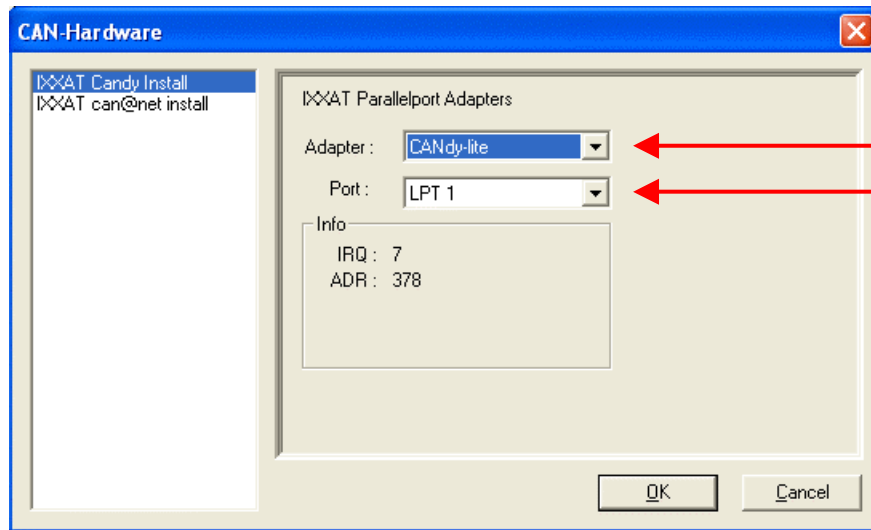 CAN-Hardware
IXXAT Candy Install
IXXAT can@net install
IXXAT Parallelport Adapters
Adapter : CANdy-lite
Port : LPT 1
Info
IRQ : 7
ADR : 378
OK Cancel